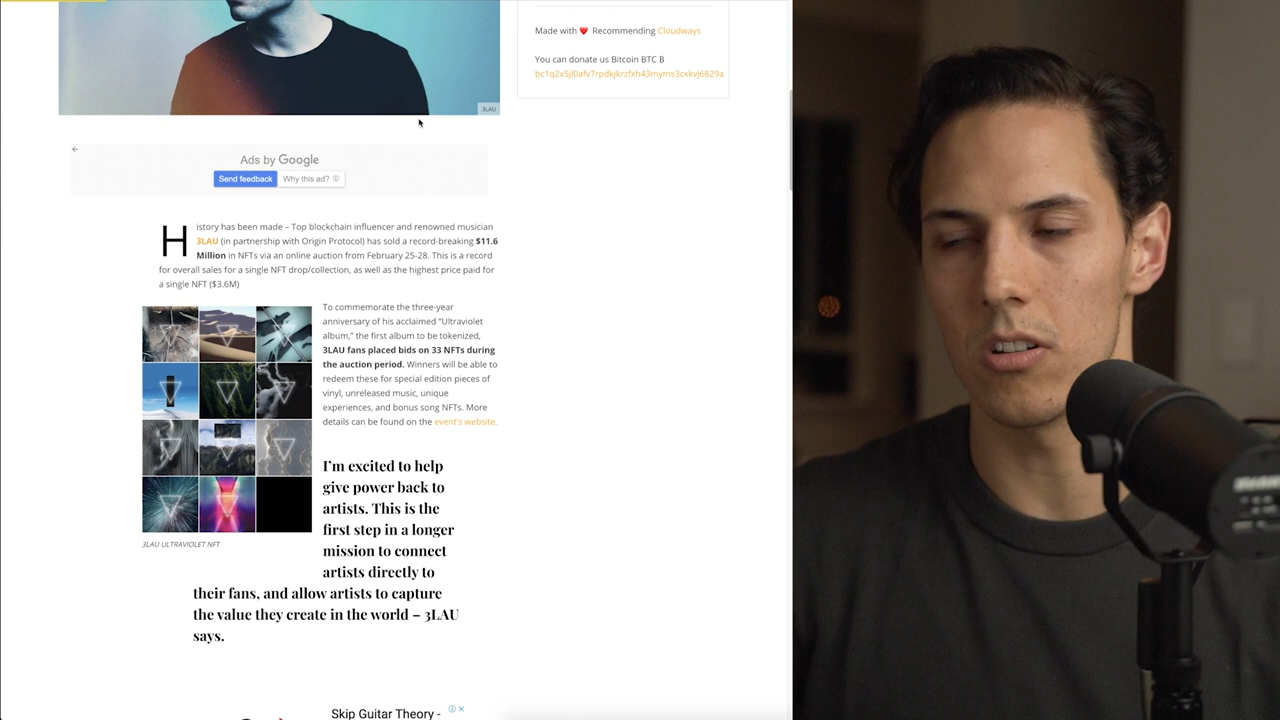 Made with ❤ Recommending Cloudways
You can donate us Bitcoin BTC ₿
bc1q2x5jl0afv7rpdkjkrzfxh43myms3cxkvj6829a
3LAU
Ads by Google
Send feedback
Why this ad?
History has been made – Top blockchain influencer and renowned musician
3LAU (in partnership with Origin Protocol) has sold a record-breaking $11.6
Million in NFTs via an online auction from February 25-28. This is a record
for overall sales for a single NFT drop/collection, as well as the highest price paid for
a single NFT ($3.6M)
To commemorate the three-year
anniversary of his acclaimed “Ultraviolet
album,” the first album to be tokenized,
3LAU fans placed bids on 33 NFTs during
the auction period. Winners will be able to
redeem these for special edition pieces of
vinyl, unreleased music, unique
experiences, and bonus song NFTs. More
details can be found on the event's website.
3LAU ULTRAVIOLET NFT
I’m excited to help
give power back to
artists. This is the
first step in a longer
mission to connect
artists directly to
their fans, and allow artists to capture
the value they create in the world – 3LAU
says.
Skip Guitar Theory -